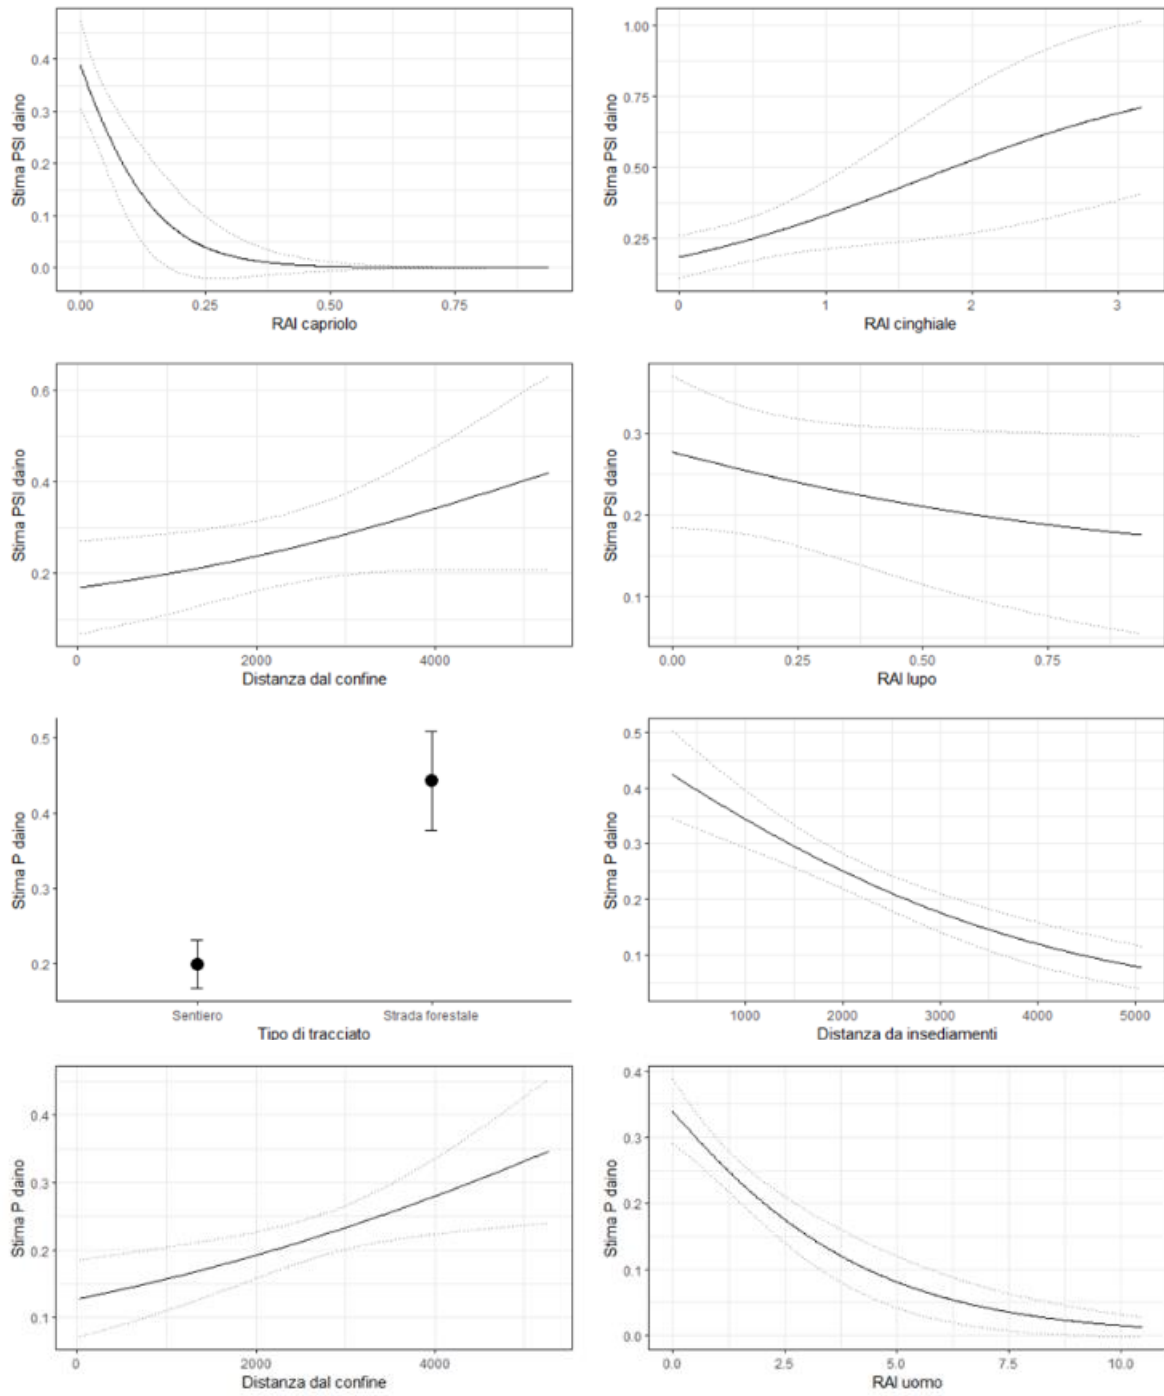 Stima PSI daino
0.4
0.3
0.2
0.1
0.0
0.00 0.25 0.50 0.75
RAI capriolo
Stima PSI daino
1.00
0.75
0.50
0.25
0 1 2 3
RAI cinghiale
Stima PSI daino
0.6
0.4
0.2
0 2000 4000
Distanza dal confine
Stima PSI daino
0.3
0.2
0.1
0.00 0.25 0.50 0.75
RAI lupo
Stima P daino
0.5
0.4
0.3
0.2
Sentiero Strada forestale
Tipo di tracciato
Stima P daino
0.5
0.4
0.3
0.2
0.1
1000 2000 3000 4000 5000
Distanza da insediamenti
Stima P daino
0.4
0.3
0.2
0.1
0 2000 4000
Distanza dal confine
Stima P daino
0.4
0.3
0.2
0.1
0.0
0.0 2.5 5.0 7.5 10.0
RAI uomo